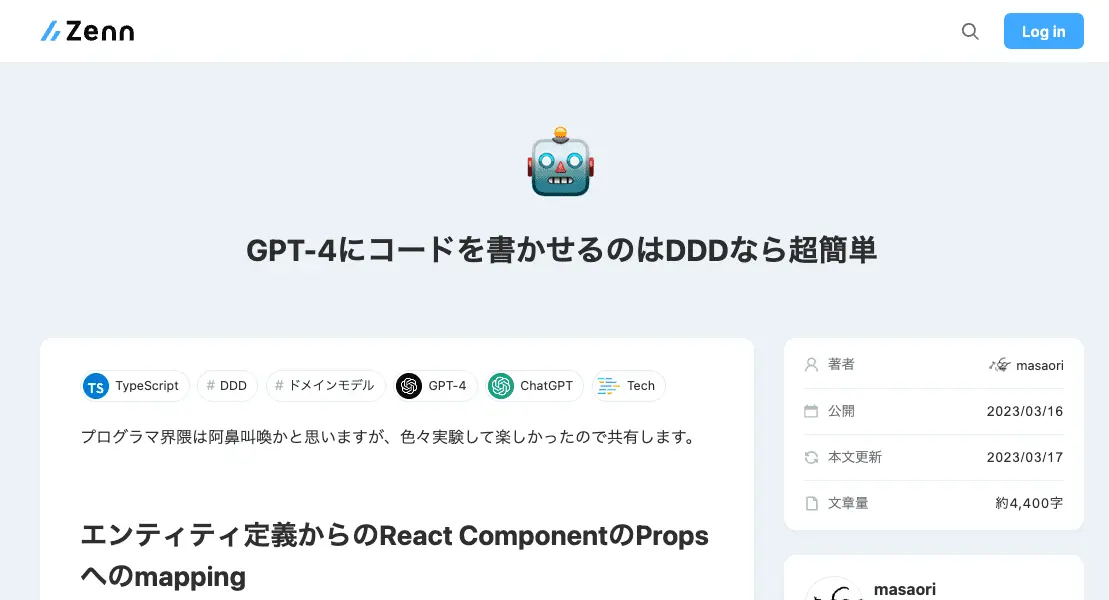 Zenn
Log in
GPT-4にコードを書かせるのはDDDなら超簡単
TS TypeScript # DDD # ドメインモデル GPT-4 ChatGPT Tech
プログラマ界隈は阿鼻叫喚かと思いますが、色々実験して楽しかったので共有します。
エンティティ定義からのReact ComponentのProps
へのmapping
著者 masaori
公開 2023/03/16
本文更新 2023/03/17
文章量 約4,400字
masaori